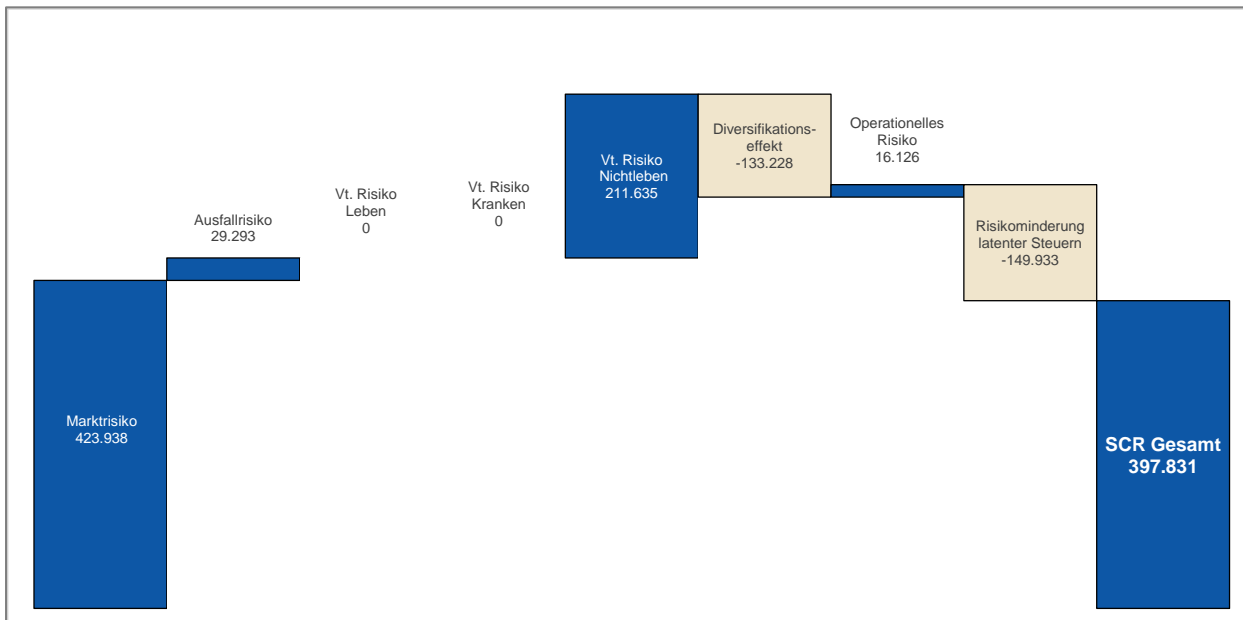 Marktrisiko
423.938
Ausfallrisiko
29.293
Vt. Risiko
Leben
0
Vt. Risiko
Kranken
0
Vt. Risiko
Nichtleben
211.635
Diversifikations-
effekt
-133.228
Operationelles
Risiko
16.126
Risikominderung
latenter Steuern
-149.933
SCR Gesamt
397.831